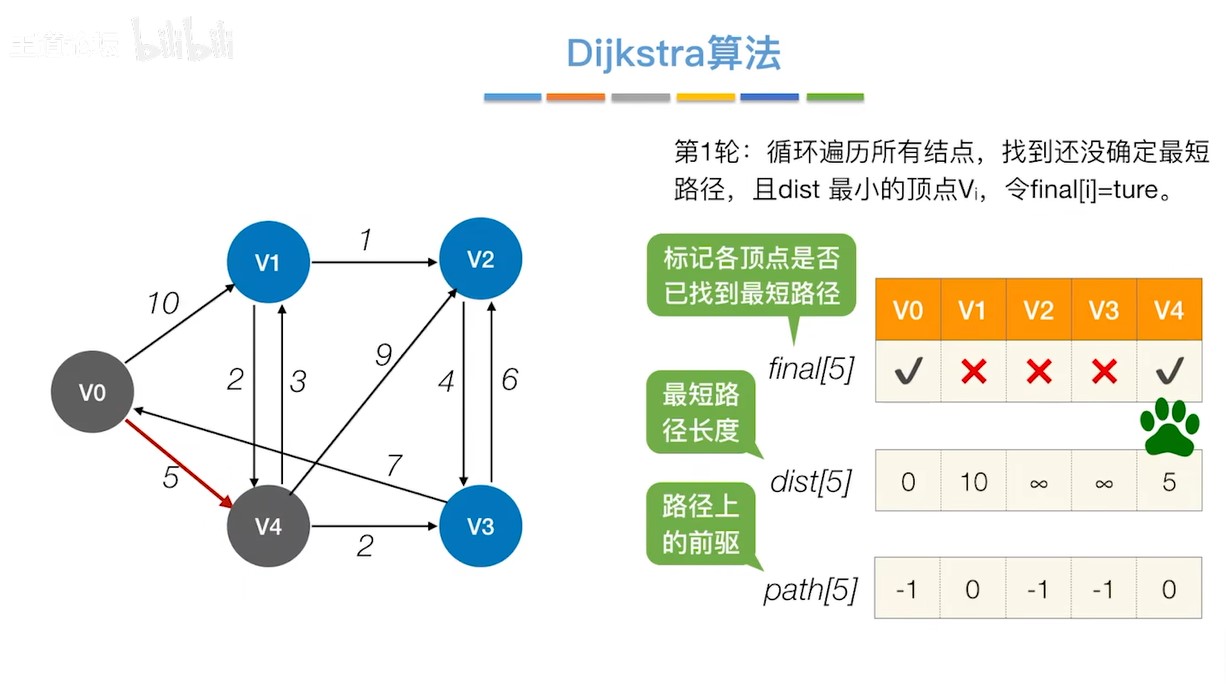 bilibili
Dijkstra算法
第1轮：循环遍历所有结点，找到还没确定最短
路径，且dist 最小的顶点Vi，令final[i]=ture。
标记各顶点是否
已找到最短路径
V0 V1 V2 V3 V4
final[5]
最短路
径长度
dist[5] 0 10 ∞ ∞ 5
路径上
的前驱
path[5] -1 0 -1 -1 0
V1 1 V2
10
9
2 3 4 6
V0
7
5
V4 2 V3